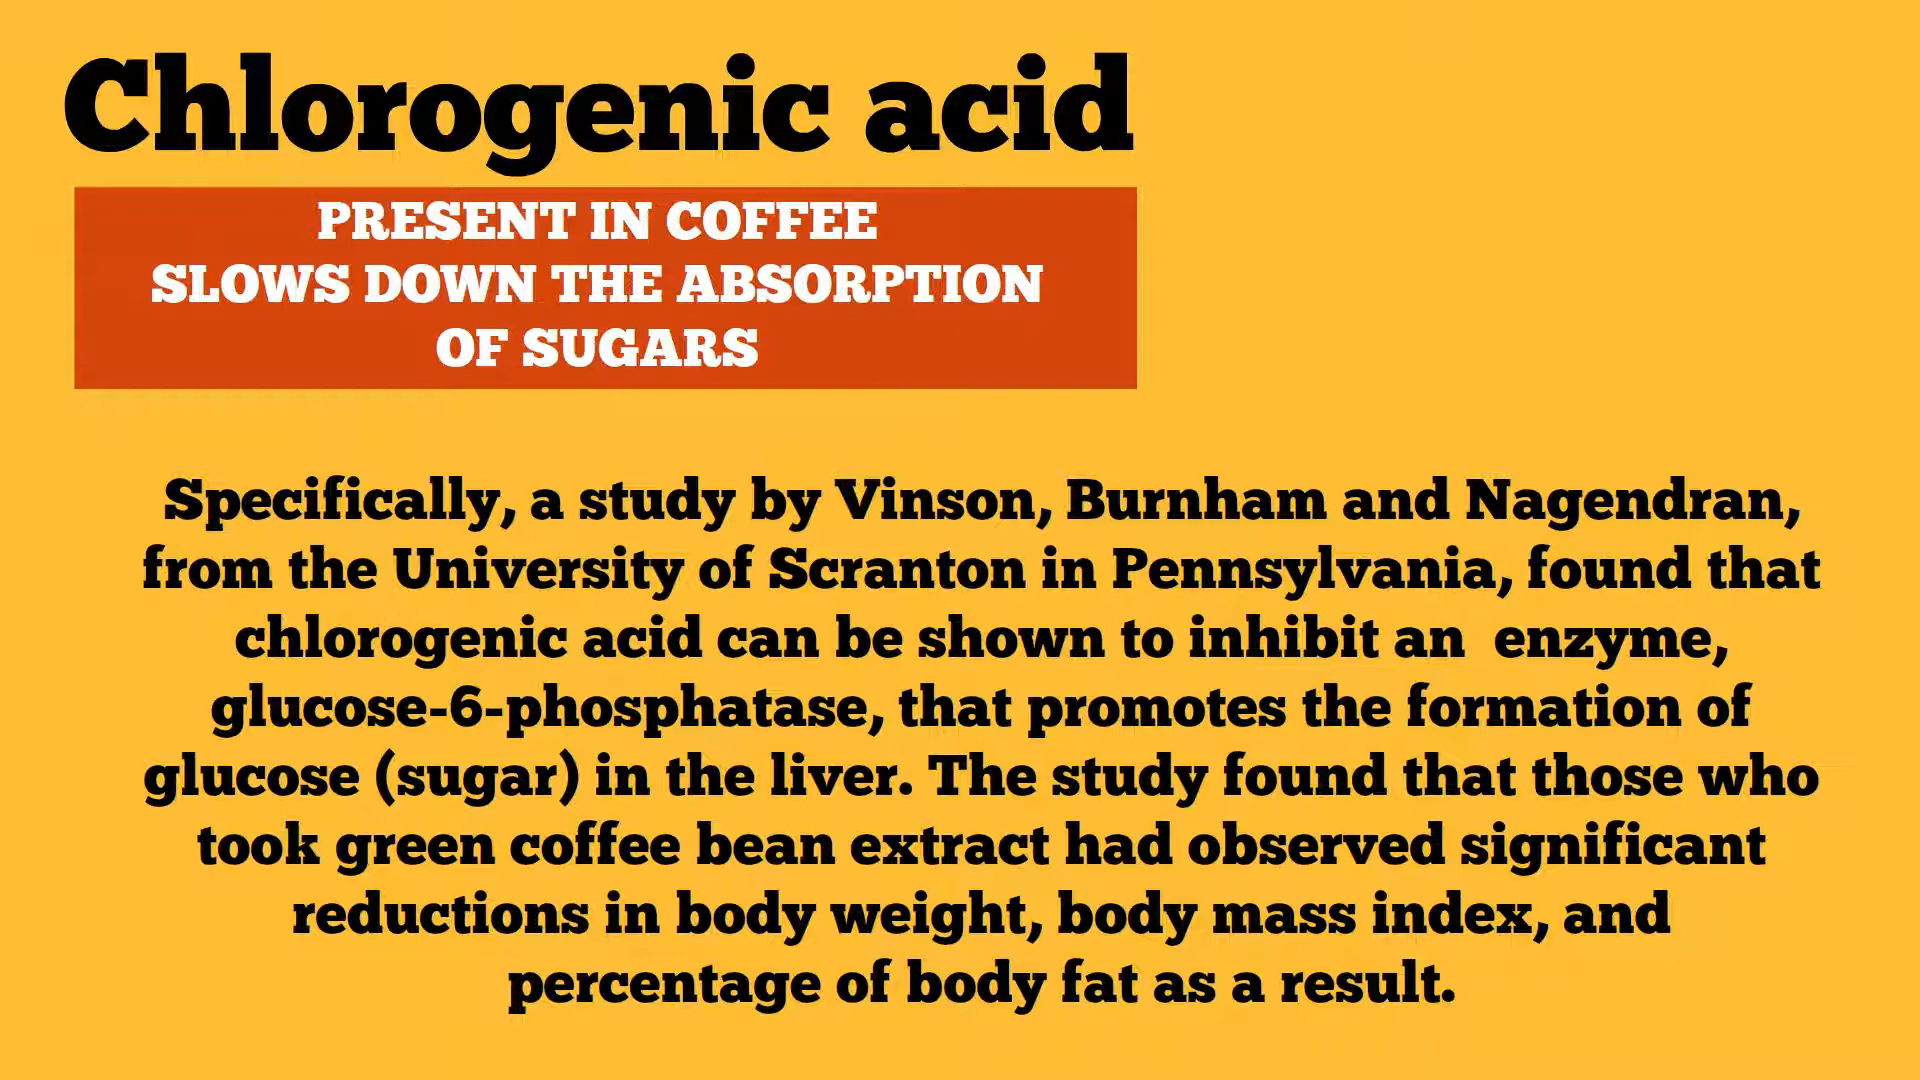 Chlorogenic acid
PRESENT IN COFFEE
SLOWS DOWN THE ABSORPTION
OF SUGARS
Specifically, a study by Vinson, Burnham and Nagendran,
from the University of Scranton in Pennsylvania, found that
chlorogenic acid can be shown to inhibit an  enzyme,
glucose-6-phosphatase, that promotes the formation of
glucose (sugar) in the liver. The study found that those who
took green coffee bean extract had observed significant
reductions in body weight, body mass index, and
percentage of body fat as a result.